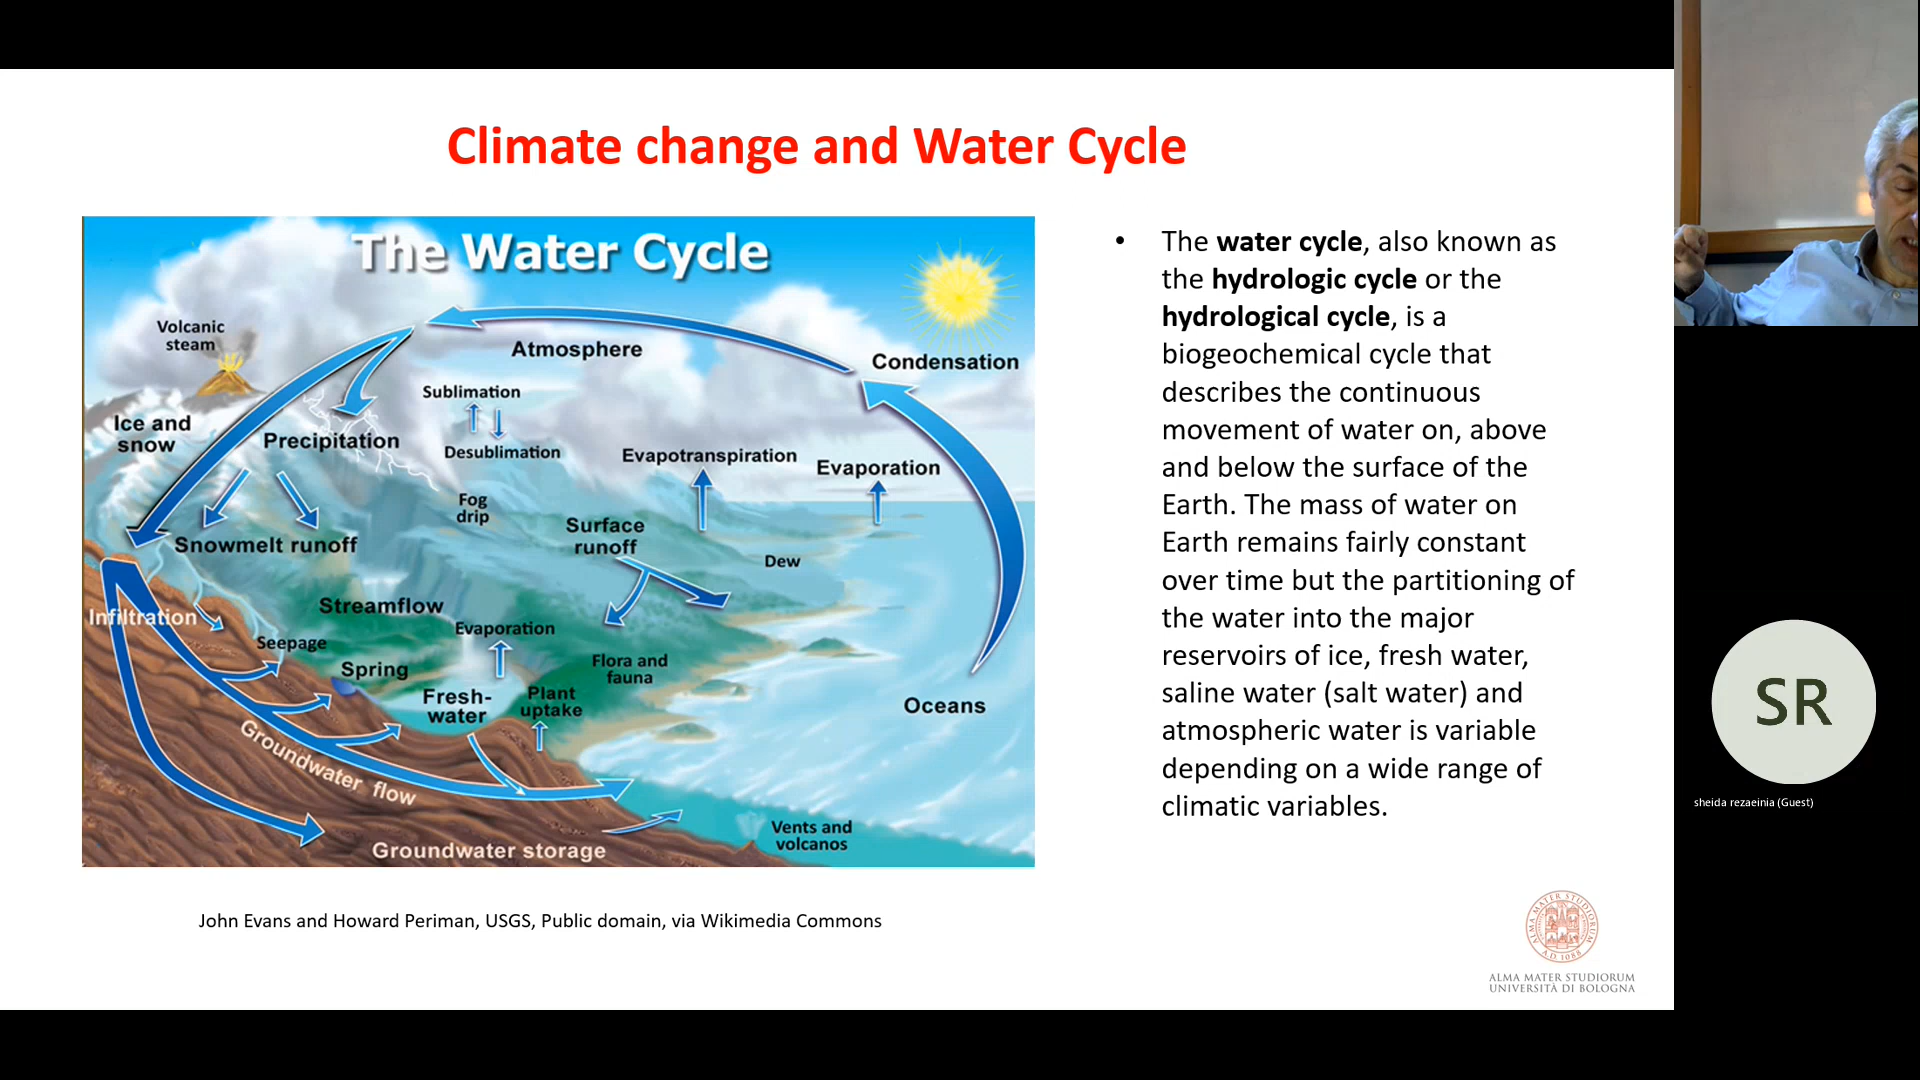 Climate change and Water Cycle
The Water Cycle
Volcanic
steam
Atmosphere
Condensation
Sublimation
Desublimation
Ice and
snow
Precipitation
Evapotranspiration
Evaporation
Fog
drip
Surface
runoff
Snowmelt runoff
Dew
Infiltration
Streamflow
Seepage
Evaporation
Spring
Flora and
fauna
Fresh-
water
Plant
uptake
Oceans
Groundwater flow
Vents and
volcanos
Groundwater storage
John Evans and Howard Periman, USGS, Public domain, via Wikimedia Commons
• The water cycle, also known as
the hydrologic cycle or the
hydrological cycle, is a
biogeochemical cycle that
describes the continuous
movement of water on, above
and below the surface of the
Earth. The mass of water on
Earth remains fairly constant
over time but the partitioning of
the water into the major
reservoirs of ice, fresh water,
saline water (salt water) and
atmospheric water is variable
depending on a wide range of
climatic variables.
ALMA MATER STUDIORUM
A.D. 1088
ALMA MATER STUDIORUM
UNIVERSITÀ DI BOLOGNA
SR
sheida rezaeinia (Guest)